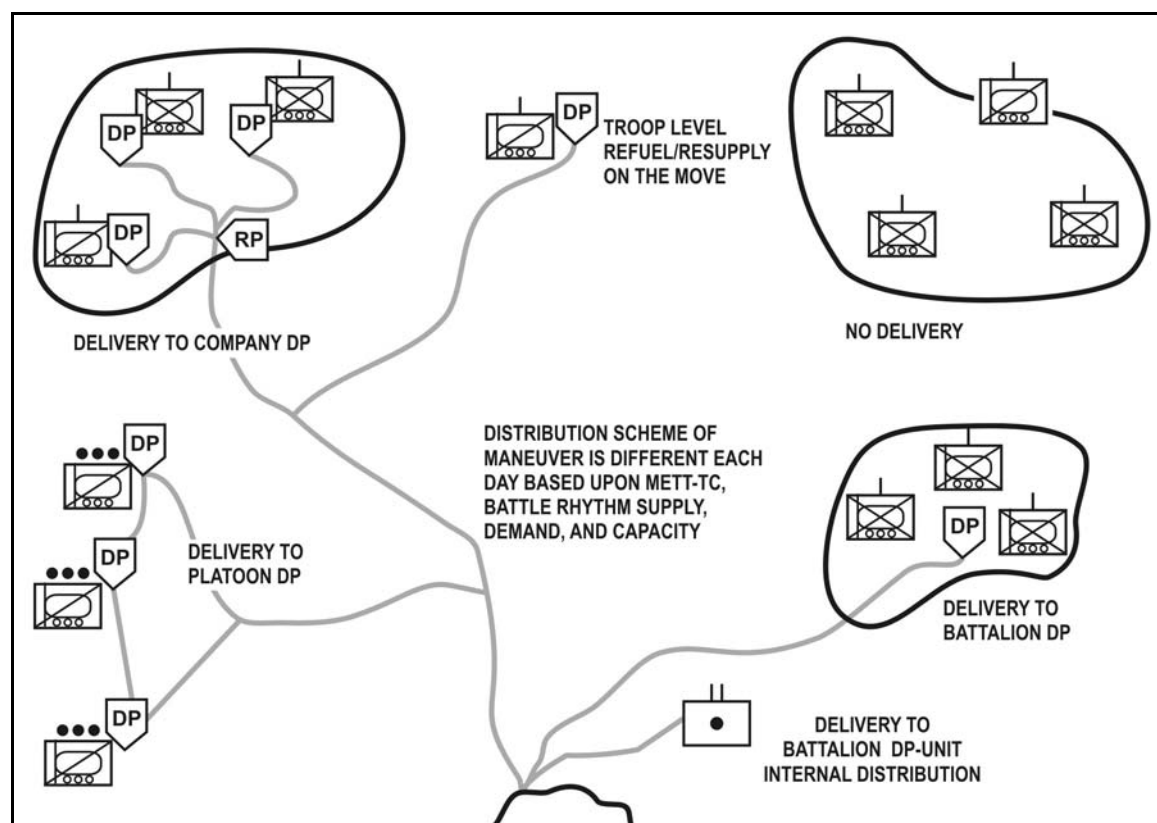 DP
DP
DP
RP
DELIVERY TO COMPANY DP
DP
TROOP LEVEL
REFUEL/RESUPPLY
ON THE MOVE
NO DELIVERY
DISTRIBUTION SCHEME OF
MANEUVER IS DIFFERENT EACH
DAY BASED UPON METT-TC,
BATTLE RHYTHM SUPPLY,
DEMAND, AND CAPACITY
DP
DP
DELIVERY TO
PLATOON DP
DP
DP
DELIVERY TO
BATTALION DP
DELIVERY TO
BATTALION DP-UNIT
INTERNAL DISTRIBUTION